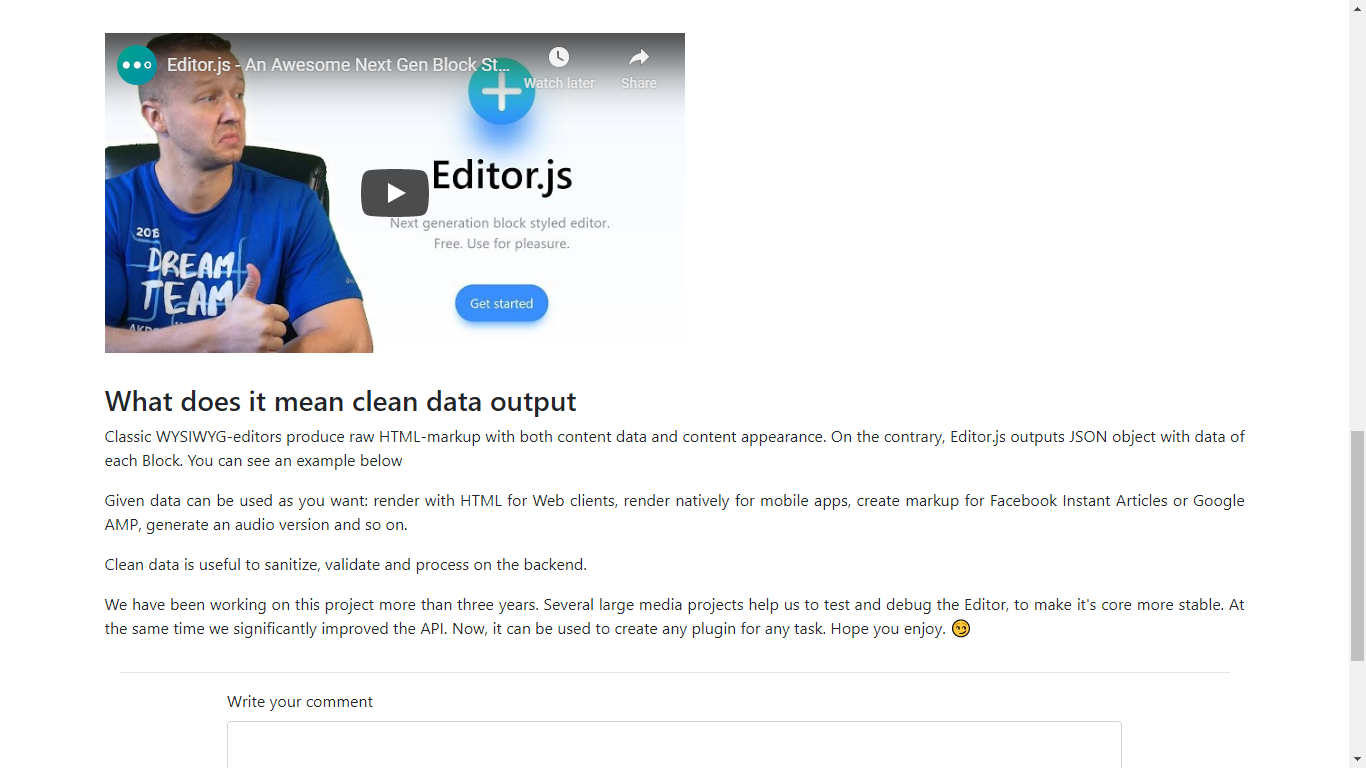 Editor.js - An Awesome Next Gen Block St...
Watch later
Share
Editor.js
Next generation block styled editor.
Free. Use for pleasure.
Get started
DREAM
TEAM
What does it mean clean data output
Classic WYSIWYG-editors produce raw HTML-markup with both content data and content appearance. On the contrary, Editor.js outputs JSON object with data of
each Block. You can see an example below
Given data can be used as you want: render with HTML for Web clients, render natively for mobile apps, create markup for Facebook Instant Articles or Google
AMP, generate an audio version and so on.
Clean data is useful to sanitize, validate and process on the backend.
We have been working on this project more than three years. Several large media projects help us to test and debug the Editor, to make it's core more stable. At
the same time we significantly improved the API. Now, it can be used to create any plugin for any task. Hope you enjoy. 😏
Write your comment